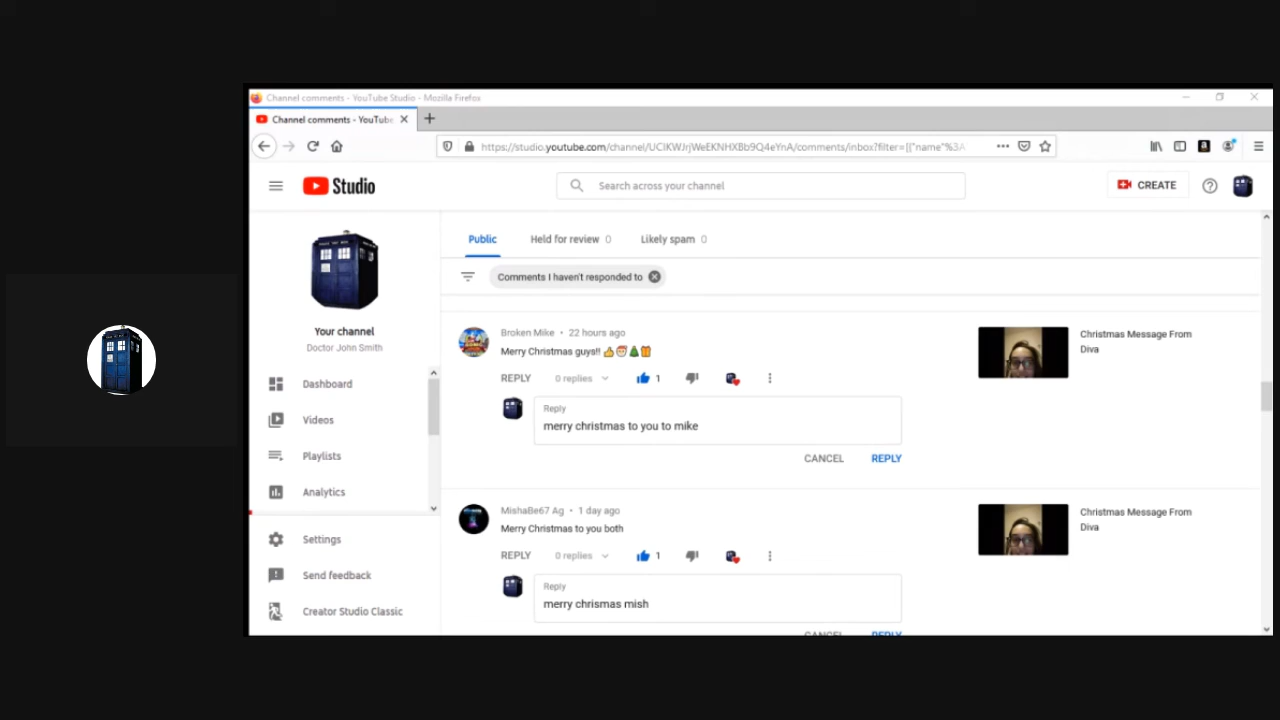 Channel comments - YouTube Studio - Mozilla Firefox
Channel comments - YouTube
https://studio.youtube.com/channel/UCIKWJrjWeEKNHXBb9Q4eYnA/comments/inbox?filter=[{"name"%3A
Studio
Search across your channel
CREATE
Public
Held for review 0
Likely spam 0
Comments I haven't responded to
Your channel
Doctor John Smith
Dashboard
Videos
Playlists
Analytics
Settings
Send feedback
Creator Studio Classic
Broken Mike • 22 hours ago
Merry Christmas guys!! 👍🎅🎄🎁
REPLY 0 replies 1
Reply
merry christmas to you to mike
CANCEL REPLY
Christmas Message From
Diva
MishaBe67 Ag • 1 day ago
Merry Christmas to you both
REPLY 0 replies 1
Reply
merry chrismas mish
CANCEL REPLY
Christmas Message From
Diva